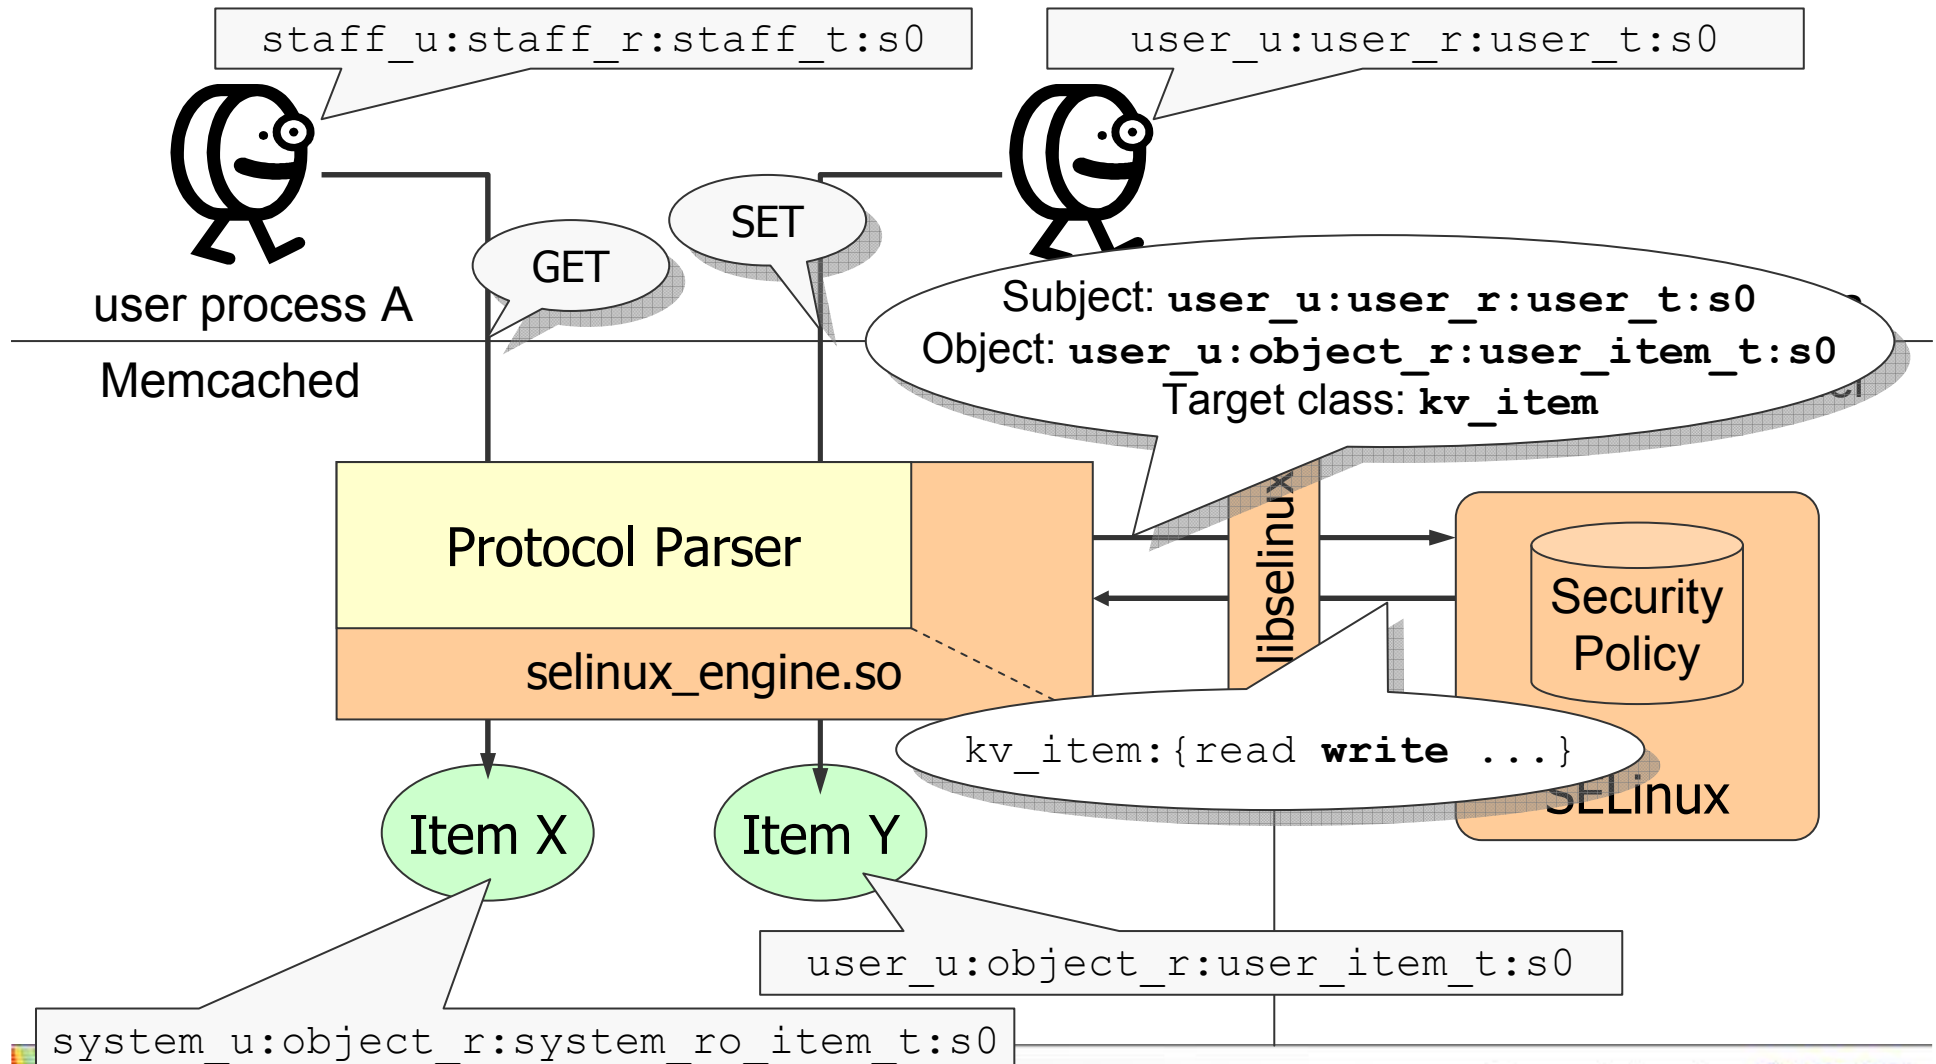 staff_u:staff_r:staff_t:s0
user_u:user_r:user_t:s0
SET
GET
user process A
Subject: user_u:user_r:user_t:s0
Object: user_u:object_r:user_item_t:s0
Target class: kv_item
Memcached
Protocol Parser
libselinux
Security
Policy
selinux_engine.so
kv_item:{read write ...}
SELinux
Item X
Item Y
user_u:object_r:user_item_t:s0
system_u:object_r:system_ro_item_t:s0